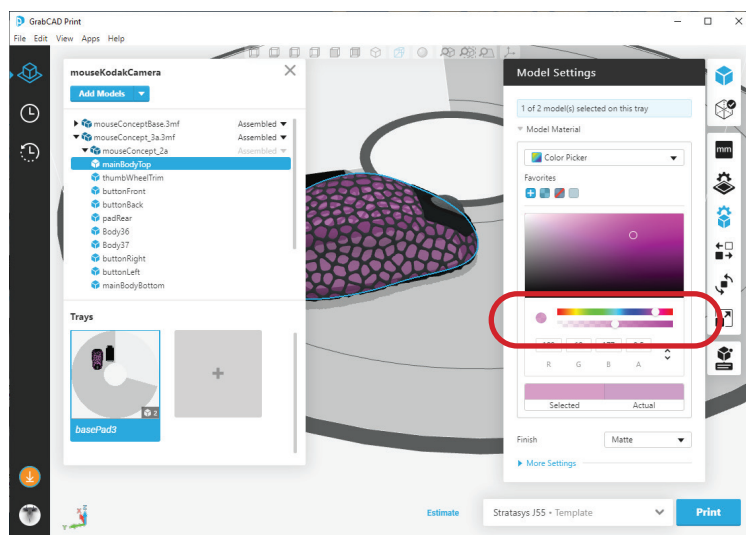 GrabCAD Print
File Edit View Apps Help
mouseKodakCamera
Add Models
mouseConceptBase.3mf Assembled
mouseConcept_3a.3mf Assembled
mouseConcept_2a Assembled
mainBodyTop
thumbWheelTrim
buttonFront
buttonBack
padRear
Body36
Body37
buttonRight
buttonLeft
mainBodyBottom
Trays
2
basePad3
Model Settings
1 of 2 model(s) selected on this tray
Model Material
Color Picker
Favorites
R G B A
Selected Actual
Finish Matte
More Settings
mm
Estimate
Stratasys J55 • Template
Print